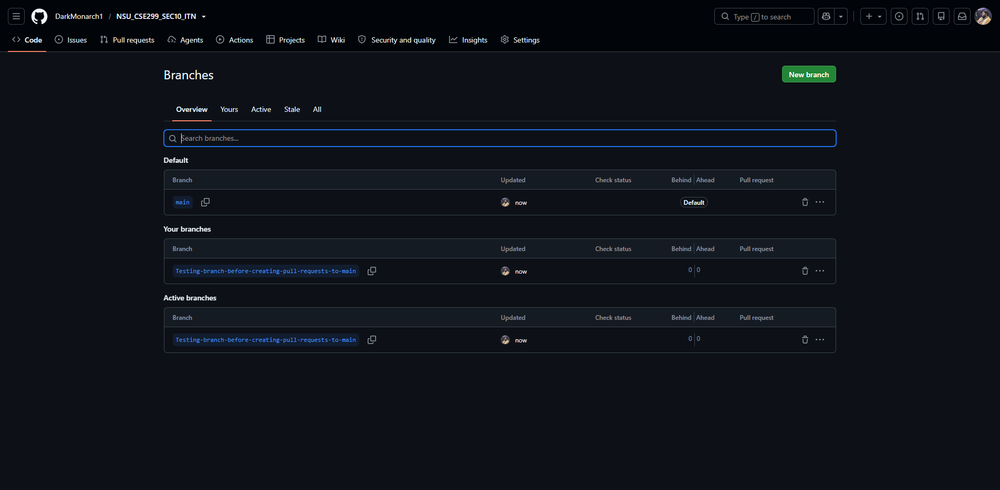 DarkMonarch1 / NSU_CSE299_SEC10_ITN
Type / to search
Code Issues Pull requests Agents Actions Projects Wiki Security and quality Insights Settings
Branches
New branch
Overview Yours Active Stale All
Search branches...
Default
Branch Updated Check status Behind Ahead Pull request
main now Default
Your branches
Branch Updated Check status Behind Ahead Pull request
Testing-branch-before-creating-pull-requests-to-main now 0 0
Active branches
Branch Updated Check status Behind Ahead Pull request
Testing-branch-before-creating-pull-requests-to-main now 0 0